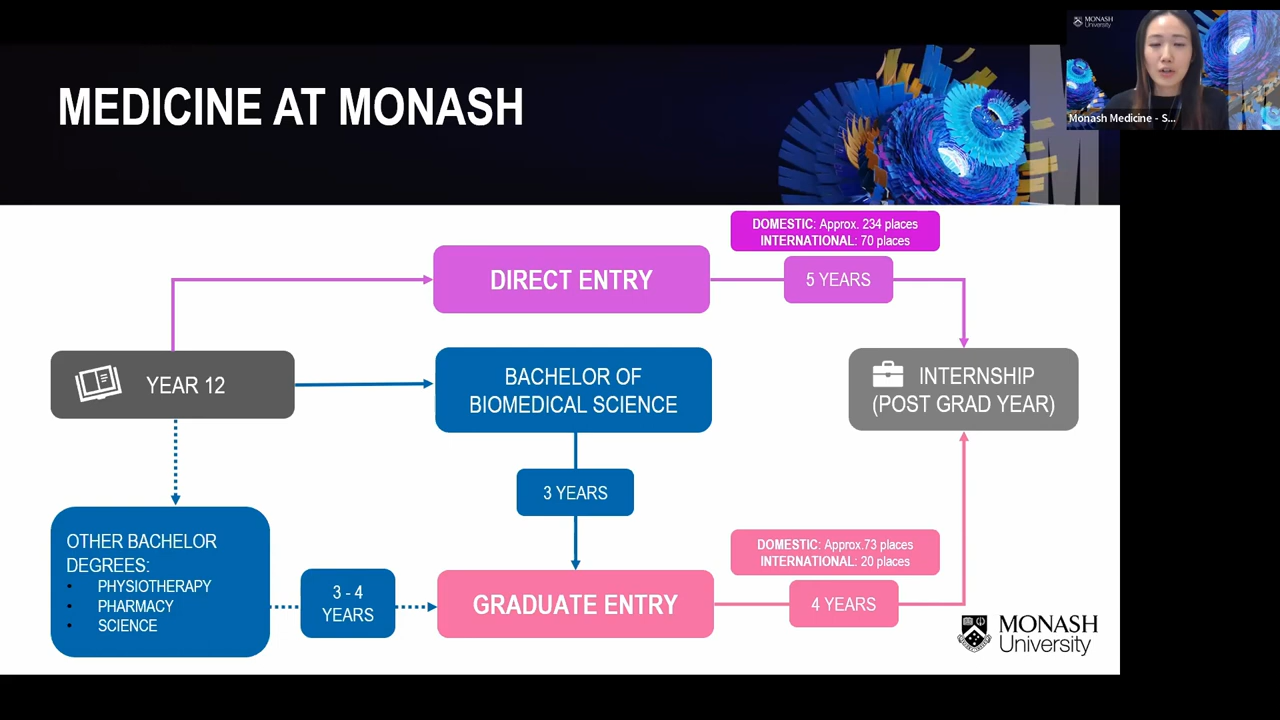 MONASH
University
Monash Medicine - S...
MEDICINE AT MONASH
DOMESTIC: Approx. 234 places
INTERNATIONAL: 70 places
DIRECT ENTRY
5 YEARS
YEAR 12
BACHELOR OF
BIOMEDICAL SCIENCE
INTERNSHIP
(POST GRAD YEAR)
3 YEARS
OTHER BACHELOR
DEGREES:
• PHYSIOTHERAPY
• PHARMACY
• SCIENCE
3 - 4
YEARS
GRADUATE ENTRY
DOMESTIC: Approx.73 places
INTERNATIONAL: 20 places
4 YEARS
MONASH
University